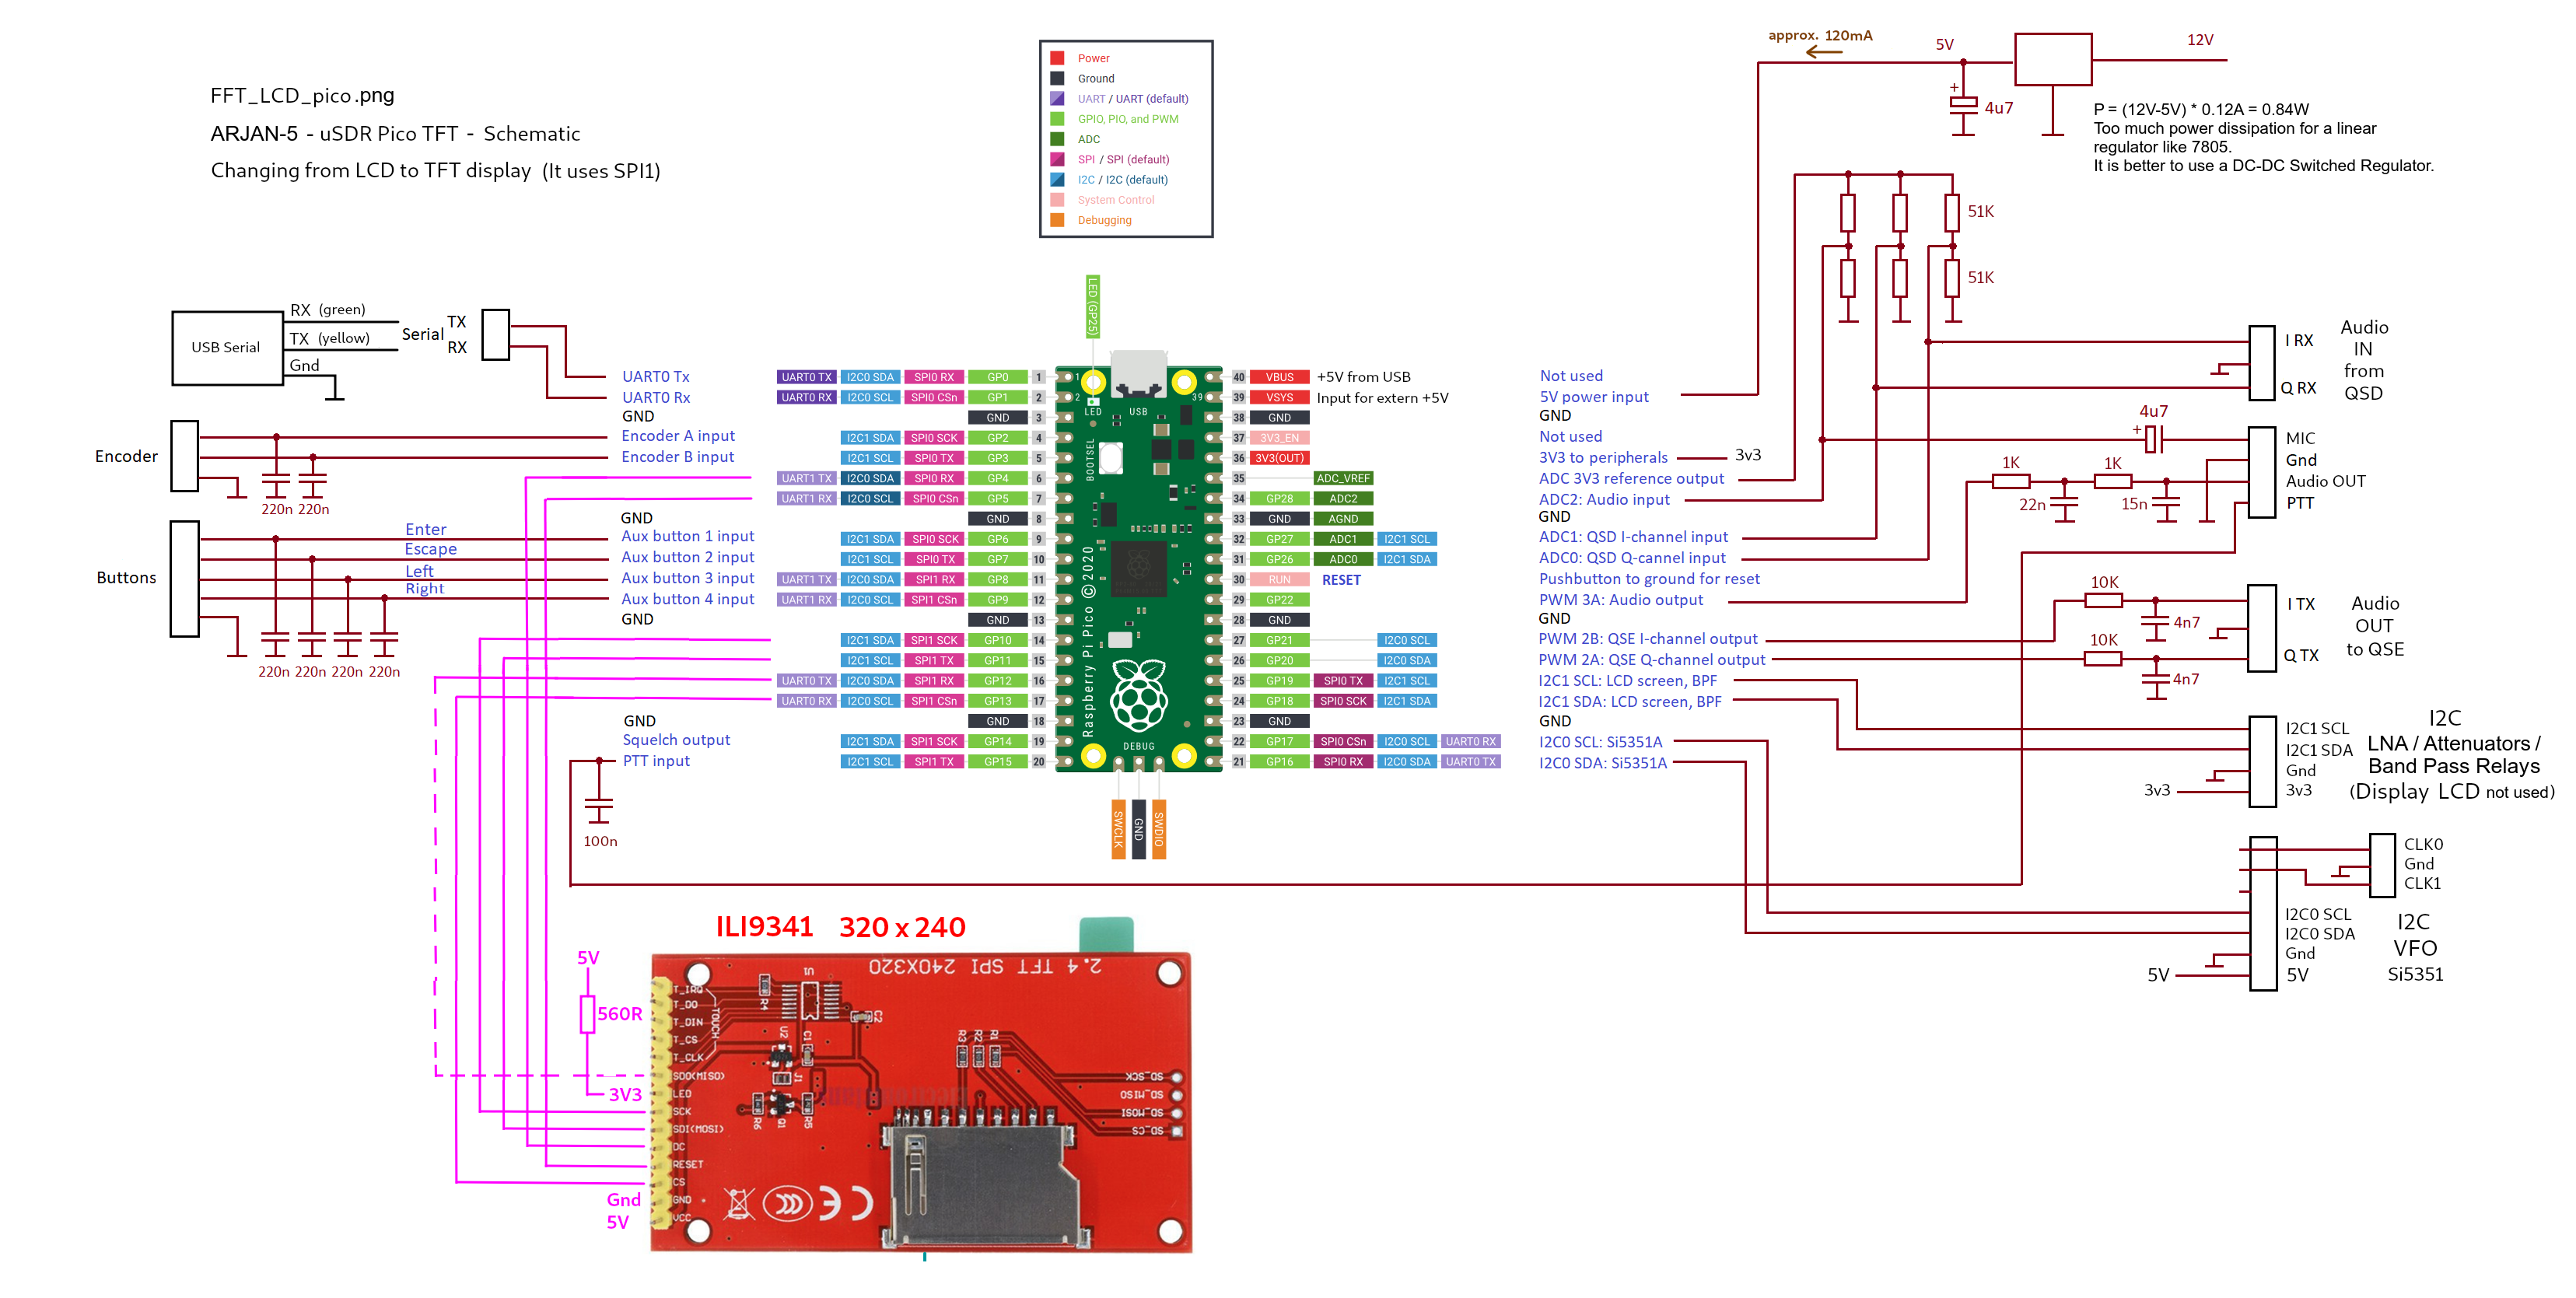 FFT_LCD_pico.png
ARJAN-5 - uSDR Pico TFT - Schematic
Changing from LCD to TFT display (It uses SPI1)
Power
Ground
UART / UART (default)
GPIO, PIO, and PWM
ADC
SPI / SPI (default)
I2C / I2C (default)
System Control
Debugging
approx. 120mA
5V
12V
4u7
P = (12V-5V) * 0.12A = 0.84W
Too much power dissipation for a linear
regulator like 7805.
It is better to use a DC-DC Switched Regulator.
51K
51K
USB Serial
RX (green)
TX (yellow)
Gnd
Serial TX
RX
Encoder
220n 220n
Buttons
Enter
Escape
Left
Right
220n 220n 220n 220n
UART0 Tx
UART0 Rx
GND
Encoder A input
Encoder B input
GND
Aux button 1 input
Aux button 2 input
Aux button 3 input
Aux button 4 input
GND
GND
Squelch output
PTT input
100n
LED (GP25)
UART0 TX I2C0 SDA SPI0 RX GP0 1
UART0 RX I2C0 SCL SPI0 CSn GP1 2
GND 3
I2C1 SDA SPI0 SCK GP2 4
I2C1 SCL SPI0 TX GP3 5
UART1 TX I2C0 SDA SPI0 RX GP4 6
UART1 RX I2C0 SCL SPI0 CSn GP5 7
GND 8
I2C1 SDA SPI0 SCK GP6 9
I2C1 SCL SPI0 TX GP7 10
UART1 TX I2C0 SDA SPI1 RX GP8 11
UART1 RX I2C0 SCL SPI1 CSn GP9 12
GND 13
I2C1 SDA SPI1 SCK GP10 14
I2C1 SCL SPI1 TX GP11 15
UART0 TX I2C0 SDA SPI1 RX GP12 16
UART0 RX I2C0 SCL SPI1 CSn GP13 17
GND 18
I2C1 SDA SPI1 SCK GP14 19
I2C1 SCL SPI1 TX GP15 20
1
2
39
LED
USB
BOOTSEL
Raspberry Pi Pico ©2020
DEBUG
SWCLK
GND
SWDIO
40 VBUS +5V from USB
39 VSYS Input for extern +5V
38 GND
37 3V3_EN
36 3V3(OUT)
35 ADC_VREF
34 GP28 ADC2
33 GND AGND
32 GP27 ADC1 I2C1 SCL
31 GP26 ADC0 I2C1 SDA
30 RUN RESET
29 GP22
28 GND
27 GP21 I2C0 SCL
26 GP20 I2C0 SDA
25 GP19 SPI0 TX I2C1 SCL
24 GP18 SPI0 SCK I2C1 SDA
23 GND
22 GP17 SPI0 CSn I2C0 SCL UART0 RX
21 GP16 SPI0 RX I2C0 SDA UART0 TX
Not used
5V power input
GND
Not used
3V3 to peripherals 3v3
ADC 3V3 reference output
ADC2: Audio input
GND
ADC1: QSD I-channel input
ADC0: QSD Q-cannel input
Pushbutton to ground for reset
PWM 3A: Audio output
GND
PWM 2B: QSE I-channel output
PWM 2A: QSE Q-channel output
I2C1 SCL: LCD screen, BPF
I2C1 SDA: LCD screen, BPF
GND
I2C0 SCL: Si5351A
I2C0 SDA: Si5351A
I RX
Q RX
Audio
IN
from
QSD
4u7
+
+
1K
1K
22n
15n
MIC
Gnd
Audio OUT
PTT
10K
4n7
10K
4n7
I TX
Q TX
Audio
OUT
to QSE
I2C1 SCL
I2C1 SDA
Gnd
3v3
3v3
I2C
LNA / Attenuators /
Band Pass Relays
(Display LCD not used)
CLK0
Gnd
CLK1
I2C0 SCL
I2C0 SDA
Gnd
5V
5V
I2C
VFO
Si5351
ILI9341 320 x 240
5V
560R
3V3
Gnd
5V
2.4 TFT SPI 240X320
T_IRQ
T_DO
T_DIN
T_CS
T_CLK
TOUCH
SDO(MISO)
LED
SCK
SDI(MOSI)
DC
RESET
CS
GND
VCC
R4
U1
C2
U2
C1
J1
R6
Q1
R5
R3
R2
R1
SD_SCK
SD_MISO
SD_MOSI
SD_CS
CE